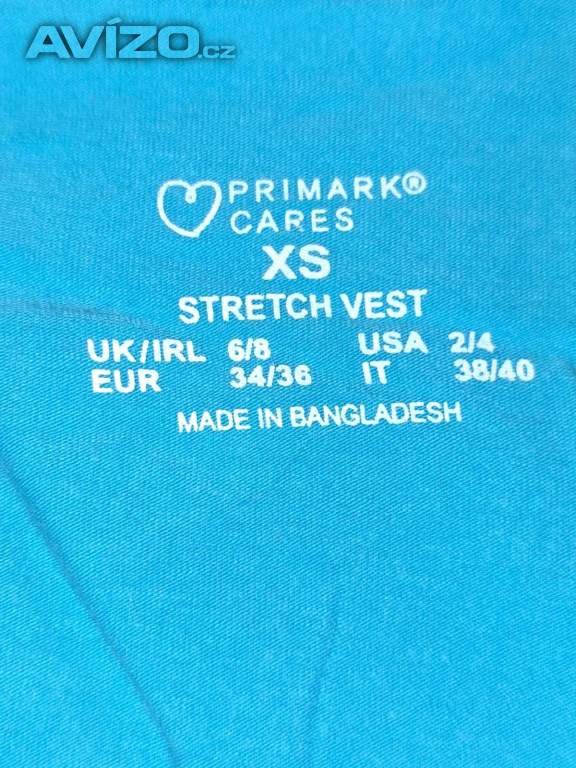 AVÍZO.cz
PRIMARK®
CARES
XS
STRETCH VEST
UK/IRL 6/8 USA 2/4
EUR 34/36 IT 38/40
MADE IN BANGLADESH